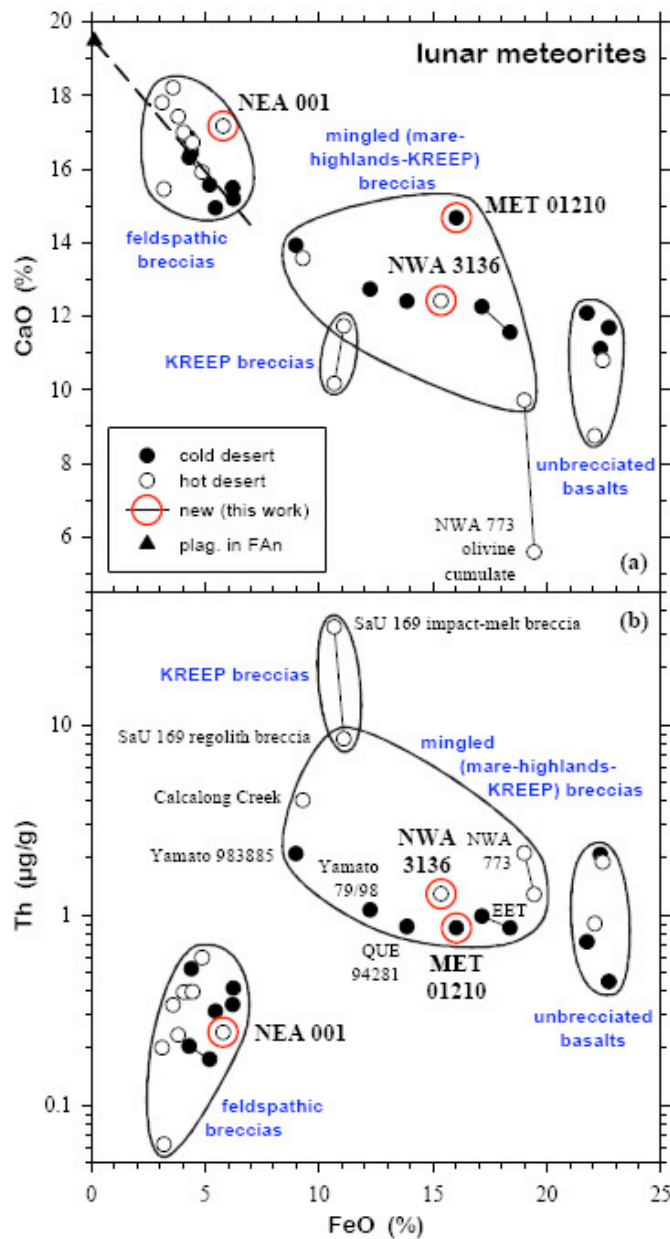 20
18
16
14
12
10
8
6
CaO (%)
lunar meteorites
NEA 001
mingled (mare-
highlands-KREEP)
breccias
MET 01210
feldspathic
breccias
NWA 3136
KREEP breccias
cold desert
hot desert
new (this work)
plag. in FAn
unbrecciated
basalts
NWA 773
olivine
cumulate
(a)
(b)
SaU 169 impact-melt breccia
KREEP breccias
10
SaU 169 regolith breccia
mingled
(mare-highlands-
KREEP) breccias
Calcalong Creek
NWA
3136
NWA
773
Yamato 983885
Yamato
79/98
EET
1
QUE
94281
MET
01210
Th (µg/g)
unbrecciated
basalts
NEA 001
0.1
feldspathic
breccias
0
5
10
15
20
25
FeO (%)